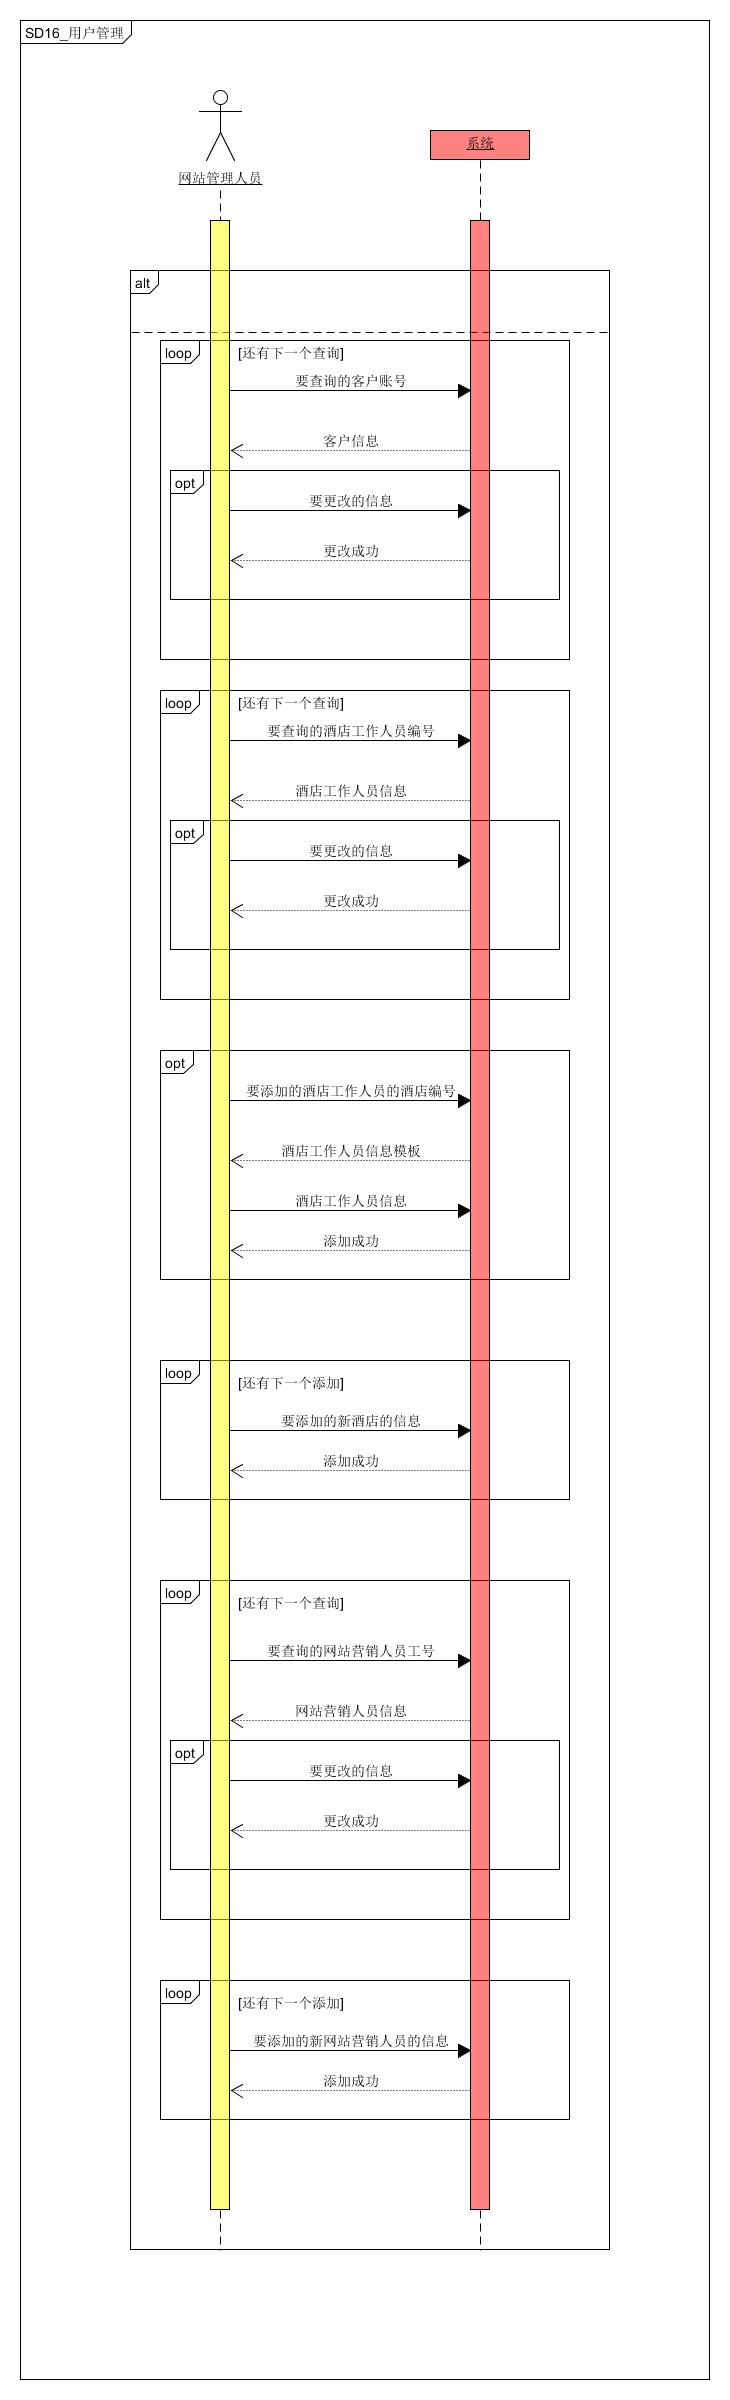 SD16_用户管理
系统
网站管理人员
alt
loop
[还有下一个查询]
要查询的客户账号
客户信息
opt
要更改的信息
更改成功
loop
[还有下一个查询]
要查询的酒店工作人员编号
酒店工作人员信息
opt
要更改的信息
更改成功
opt
要添加的酒店工作人员的酒店编号
酒店工作人员信息模板
酒店工作人员信息
添加成功
loop
[还有下一个添加]
要添加的新酒店的信息
添加成功
loop
[还有下一个查询]
要查询的网站营销人员工号
网站营销人员信息
opt
要更改的信息
更改成功
loop
[还有下一个添加]
要添加的新网站营销人员的信息
添加成功